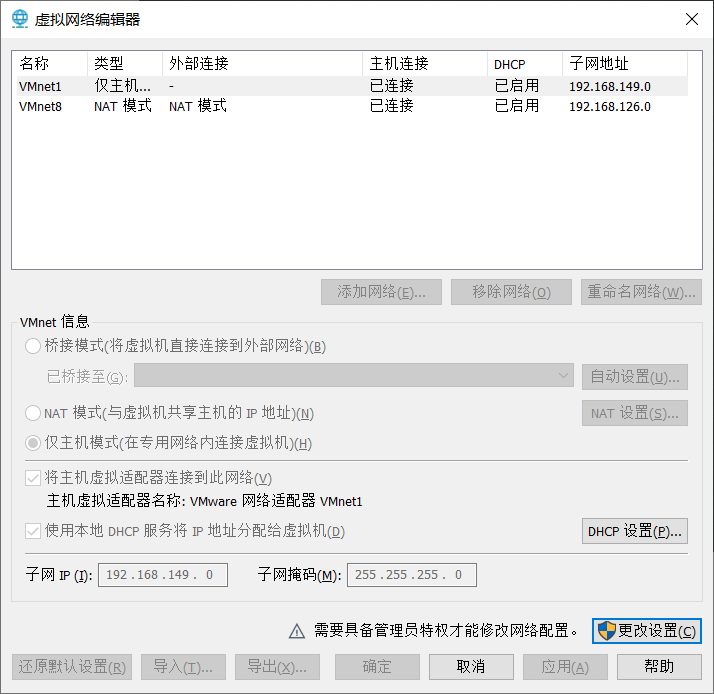 虚拟网络编辑器
名称 类型 外部连接 主机连接 DHCP 子网地址
VMnet1 仅主机... - 已连接 已启用 192.168.149.0
VMnet8 NAT 模式 NAT 模式 已连接 已启用 192.168.126.0
添加网络(E)... 移除网络(O) 重命名网络(W)...
VMnet 信息
桥接模式(将虚拟机直接连接到外部网络)(B)
已桥接至(G): 自动设置(U)...
NAT 模式(与虚拟机共享主机的 IP 地址)(N) NAT 设置(S)...
仅主机模式(在专用网络内连接虚拟机)(H)
将主机虚拟适配器连接到此网络(V)
主机虚拟适配器名称: VMware 网络适配器 VMnet1
使用本地 DHCP 服务将 IP 地址分配给虚拟机(D) DHCP 设置(P)...
子网 IP (I): 192.168.149. 0 子网掩码(M): 255.255.255. 0
需要具备管理员特权才能修改网络配置。 更改设置(C)
还原默认设置(R) 导入(T)... 导出(X)... 确定 取消 应用(A) 帮助